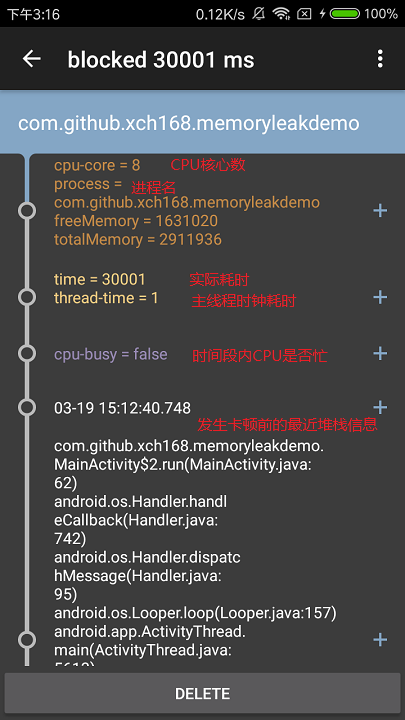 下午3:16 0.12K/s 100%
blocked 30001 ms
com.github.xch168.memoryleakdemo
cpu-core = 8 CPU核心数
process = 进程名
com.github.xch168.memoryleakdemo
freeMemory = 1631020
totalMemory = 2911936
time = 30001 实际耗时
thread-time = 1 主线程时钟耗时
cpu-busy = false 时间段内CPU是否忙
03-19 15:12:40.748
发生卡顿前的最近堆栈信息
com.github.xch168.memoryleakdemo.
MainActivity$2.run(MainActivity.java:
62)
android.os.Handler.handl
eCallback(Handler.java:
742)
android.os.Handler.dispatc
hMessage(Handler.java:
95)
android.os.Looper.loop(Looper.java:157)
android.app.ActivityThread.
main(ActivityThread.java:
DELETE